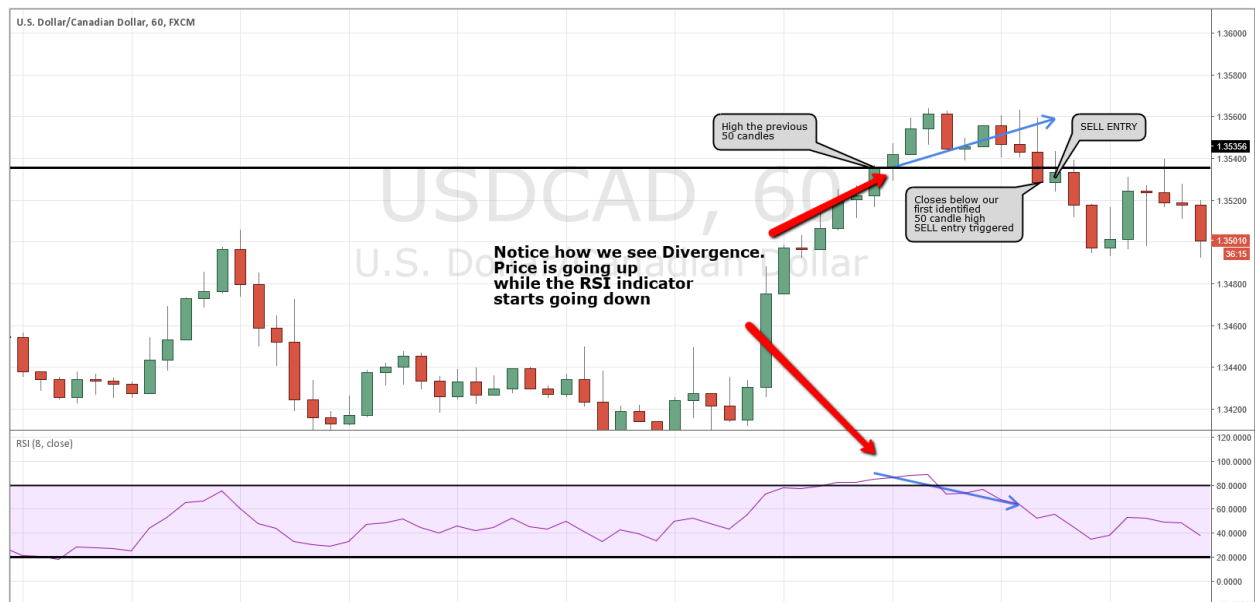 U.S. Dollar/Canadian Dollar, 60, FXCM
USDCAD, 60
U.S. Dollar/Canadian Dollar
High the previous
50 candles
SELL ENTRY
Closes below our
first identified
50 candle high
SELL entry triggered
Notice how we see Divergence.
Price is going up
while the RSI indicator
starts going down
1.36000
1.35800
1.35600
1.35356
1.35400
1.35200
1.35010
36:15
1.34800
1.34600
1.34400
1.34200
RSI (8, close)
120.0000
100.0000
80.0000
60.0000
40.0000
20.0000
0.0000